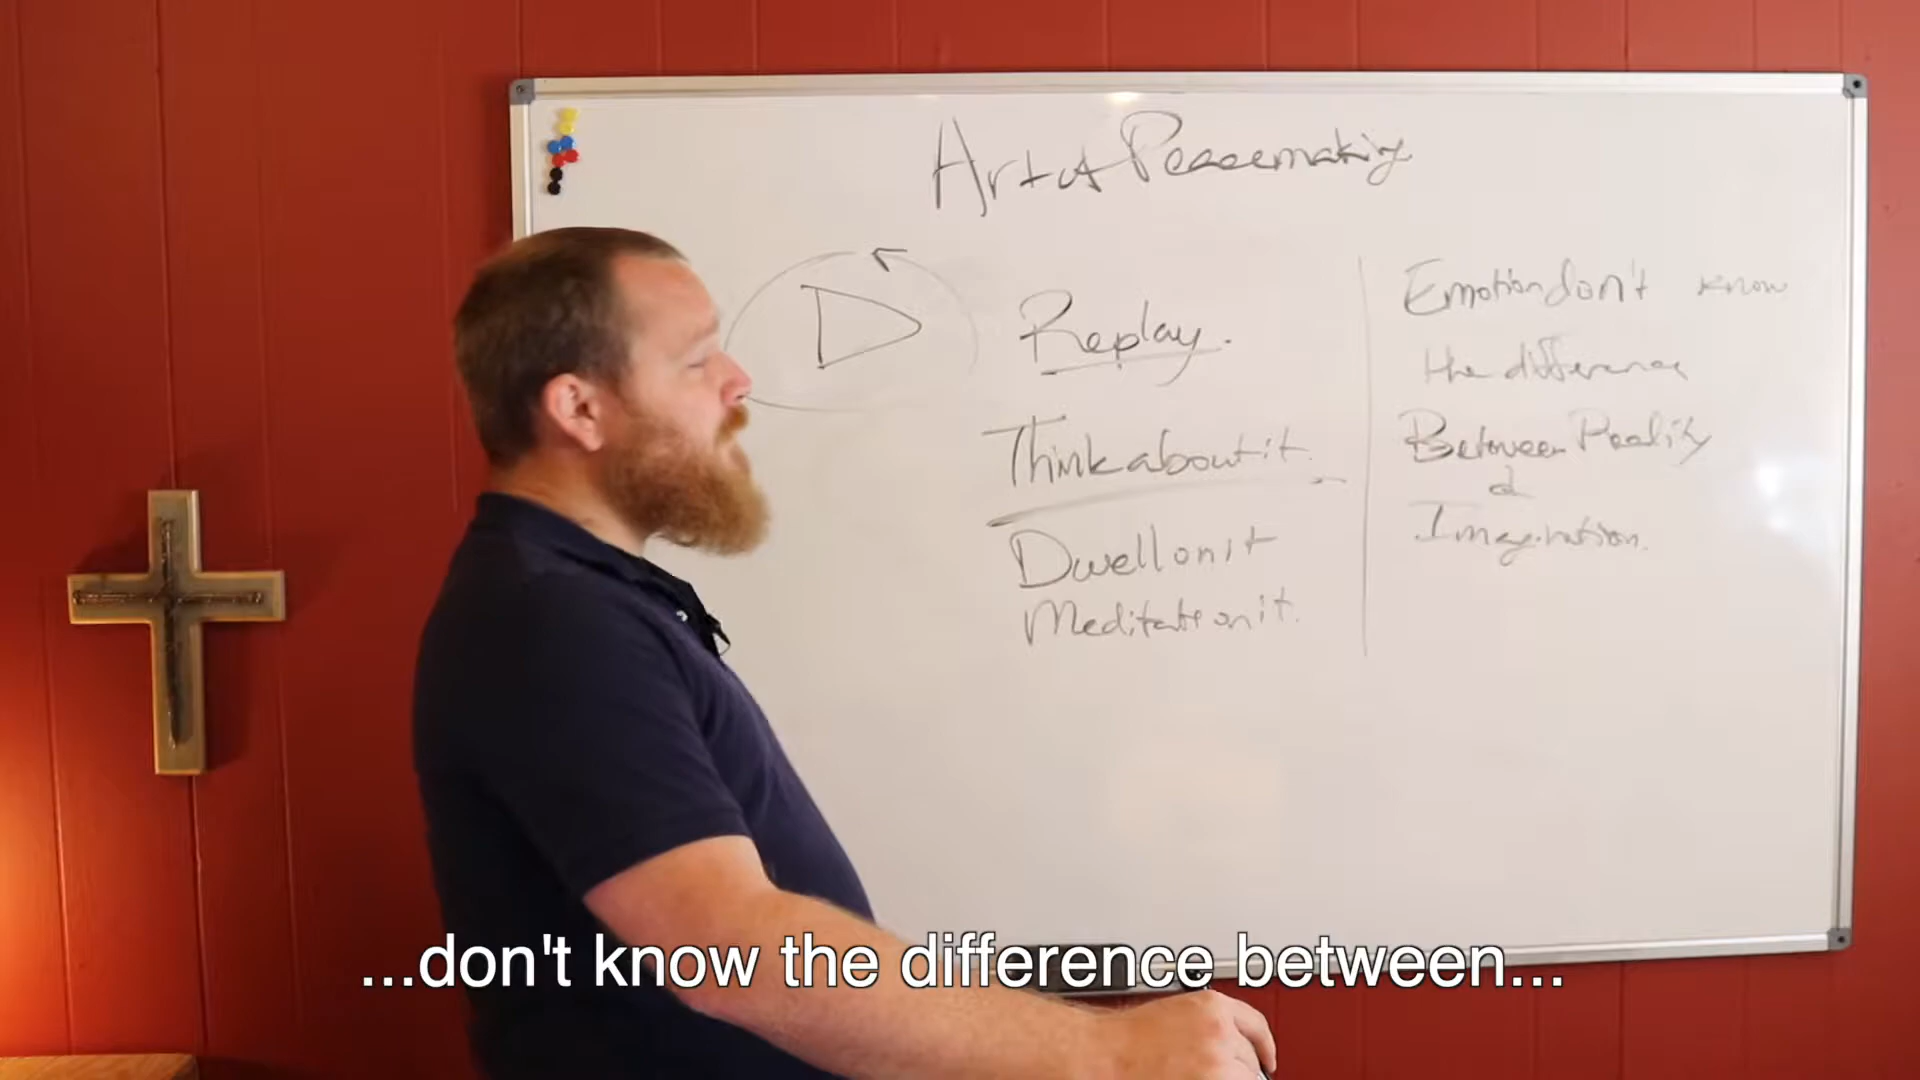 Art of Peacemaking
Replay.
Think about it.
Dwell on it
Meditate on it.
Emotion don't know
the difference
Between Reality
&
Imagination.
...don't know the difference between...